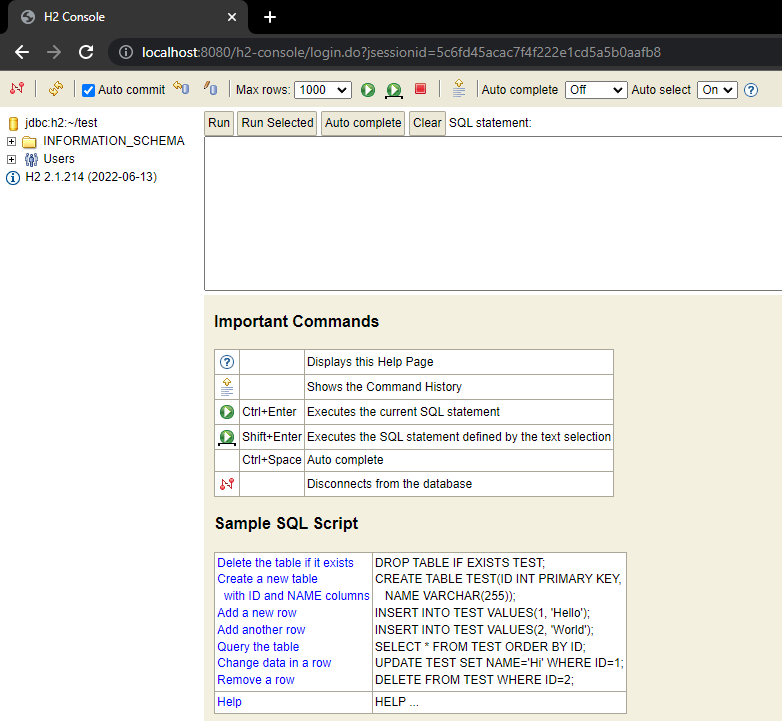 H2 Console
localhost:8080/h2-console/login.do?jsessionid=5c6fd45acac7f4f222e1cd5a5b0aafb8
Auto commit Max rows: 1000 Auto complete Off Auto select On
jdbc:h2:~/test
INFORMATION_SCHEMA
Users
H2 2.1.214 (2022-06-13)
Run Run Selected Auto complete Clear SQL statement:
Important Commands
Displays this Help Page
Shows the Command History
Ctrl+Enter Executes the current SQL statement
Shift+Enter Executes the SQL statement defined by the text selection
Ctrl+Space Auto complete
Disconnects from the database
Sample SQL Script
Delete the table if it exists DROP TABLE IF EXISTS TEST;
Create a new table CREATE TABLE TEST(ID INT PRIMARY KEY,
with ID and NAME columns NAME VARCHAR(255));
Add a new row INSERT INTO TEST VALUES(1, 'Hello');
Add another row INSERT INTO TEST VALUES(2, 'World');
Query the table SELECT * FROM TEST ORDER BY ID;
Change data in a row UPDATE TEST SET NAME='Hi' WHERE ID=1;
Remove a row DELETE FROM TEST WHERE ID=2;
Help HELP ...